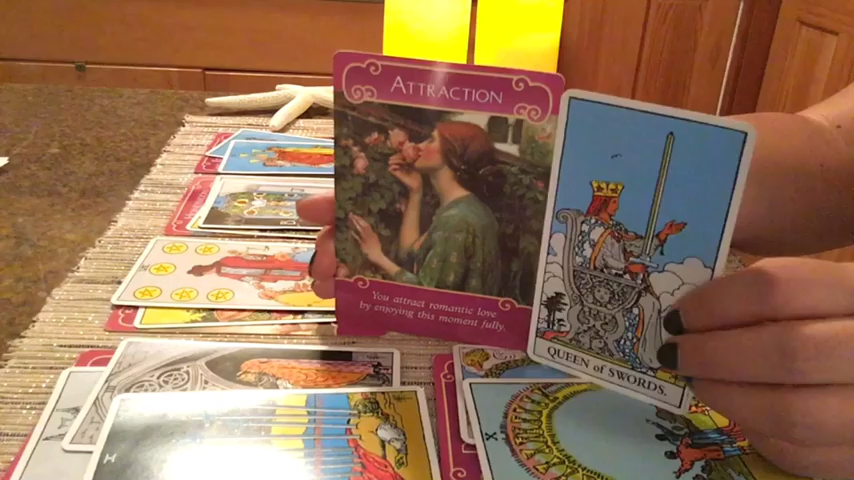 ATTRACTION
You attract romantic love
by enjoying this moment fully.
QUEEN of SWORDS.
X
X